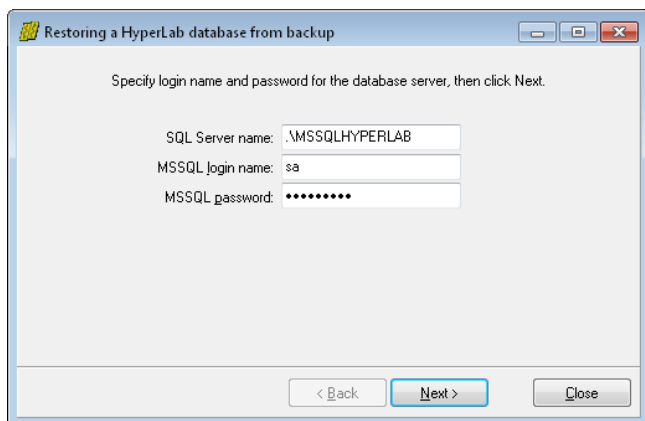 Restoring a HyperLab database from backup
Specify login name and password for the database server, then click Next.
SQL Server name: .\MSSQLHYPERLAB
MSSQL login name: sa
MSSQL password: •••••••••
< Back Next > Close